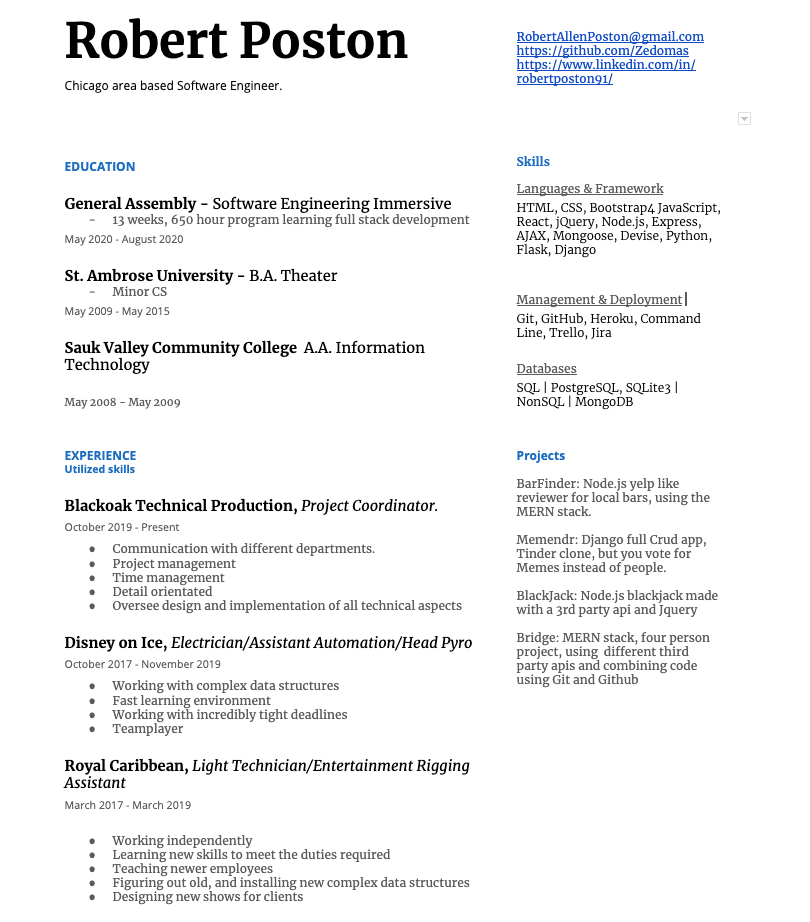 Robert Poston
Chicago area based Software Engineer.
RobertAllenPoston@gmail.com
https://github.com/Zedomas
https://www.linkedin.com/in/
robertposton91/
EDUCATION
General Assembly – Software Engineering Immersive
- 13 weeks, 650 hour program learning full stack development
May 2020 - August 2020
St. Ambrose University – B.A. Theater
- Minor CS
May 2009 - May 2015
Sauk Valley Community College A.A. Information
Technology
May 2008 - May 2009
EXPERIENCE
Utilized skills
Blackoak Technical Production, Project Coordinator.
October 2019 - Present
● Communication with different departments.
● Project management
● Time management
● Detail orientated
● Oversee design and implementation of all technical aspects
Disney on Ice, Electrician/Assistant Automation/Head Pyro
October 2017 - November 2019
● Working with complex data structures
● Fast learning environment
● Working with incredibly tight deadlines
● Teamplayer
Royal Caribbean, Light Technician/Entertainment Rigging
Assistant
March 2017 - March 2019
● Working independently
● Learning new skills to meet the duties required
● Teaching newer employees
● Figuring out old, and installing new complex data structures
● Designing new shows for clients
Skills
Languages & Framework
HTML, CSS, Bootstrap4 JavaScript,
React, jQuery, Node.js, Express,
AJAX, Mongoose, Devise, Python,
Flask, Django
Management & Deployment
Git, GitHub, Heroku, Command
Line, Trello, Jira
Databases
SQL | PostgreSQL, SQLite3 |
NonSQL | MongoDB
Projects
BarFinder: Node.js yelp like
reviewer for local bars, using the
MERN stack.
Memendr: Django full Crud app,
Tinder clone, but you vote for
Memes instead of people.
BlackJack: Node.js blackjack made
with a 3rd party api and Jquery
Bridge: MERN stack, four person
project, using different third
party apis and combining code
using Git and Github